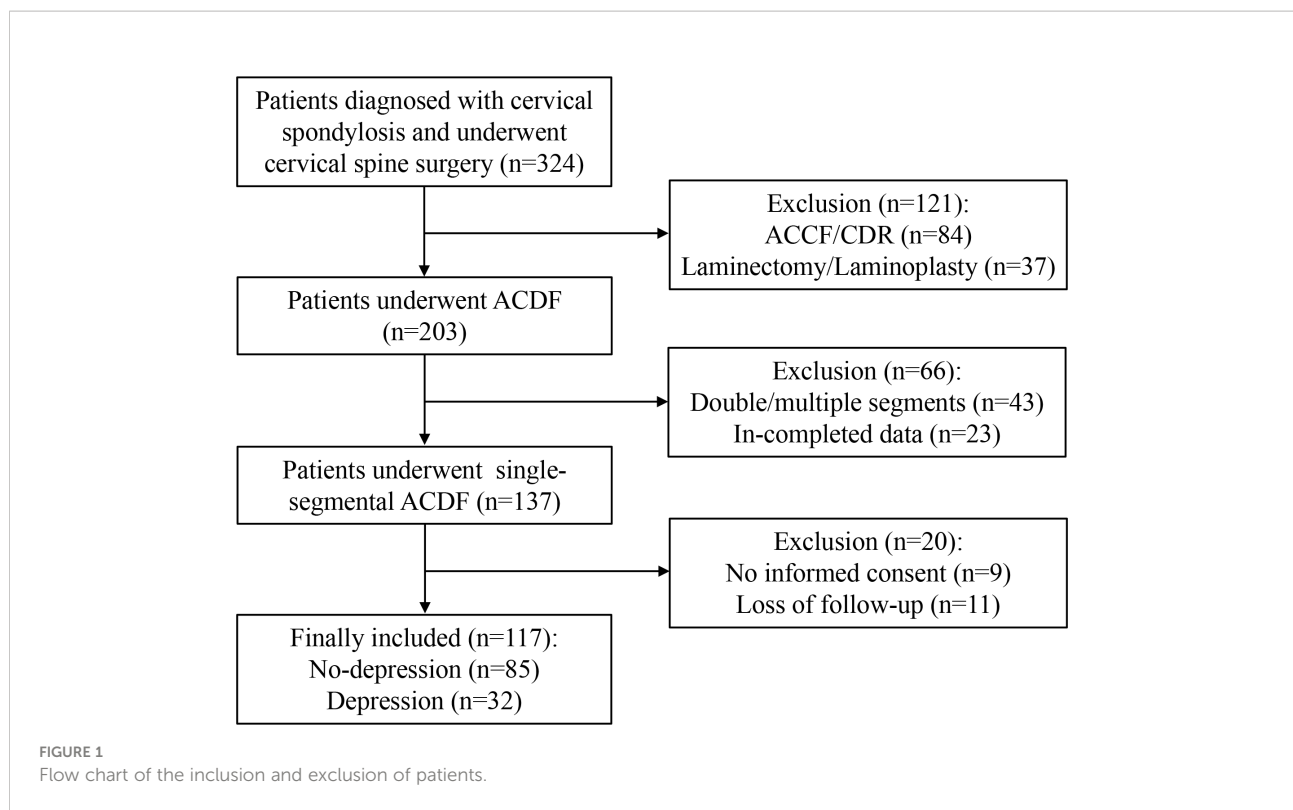 Patients diagnosed with cervical
spondylosis and underwent
cervical spine surgery (n=324)
Exclusion (n=121):
ACCF/CDR (n=84)
Laminectomy/Laminoplasty (n=37)
Patients underwent ACDF
(n=203)
Exclusion (n=66):
Double/multiple segments (n=43)
In-completed data (n=23)
Patients underwent single-
segmental ACDF (n=137)
Exclusion (n=20):
No informed consent (n=9)
Loss of follow-up (n=11)
Finally included (n=117):
No-depression (n=85)
Depression (n=32)
FIGURE 1
Flow chart of the inclusion and exclusion of patients.